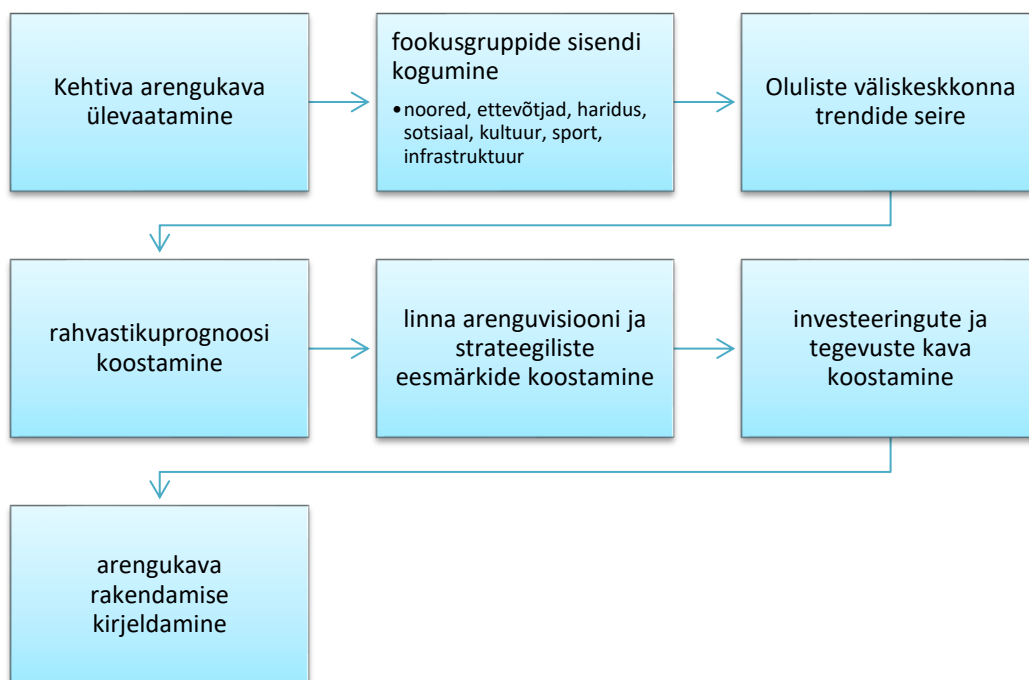 Kehtiva arengukava
ülevaatamine
fookusgruppide sisendi
kogumine
•noored, ettevõtjad, haridus,
sotsiaal, kultuur, sport,
infrastruktuur
Oluliste väliskeskkonna
trendide seire
rahvastikuprognoosi
koostamine
linna arenguvisiooni ja
strateegiliste
eesmärkide koostamine
investeeringute ja
tegevuste kava
koostamine
arengukava
rakendamise
kirjeldamine